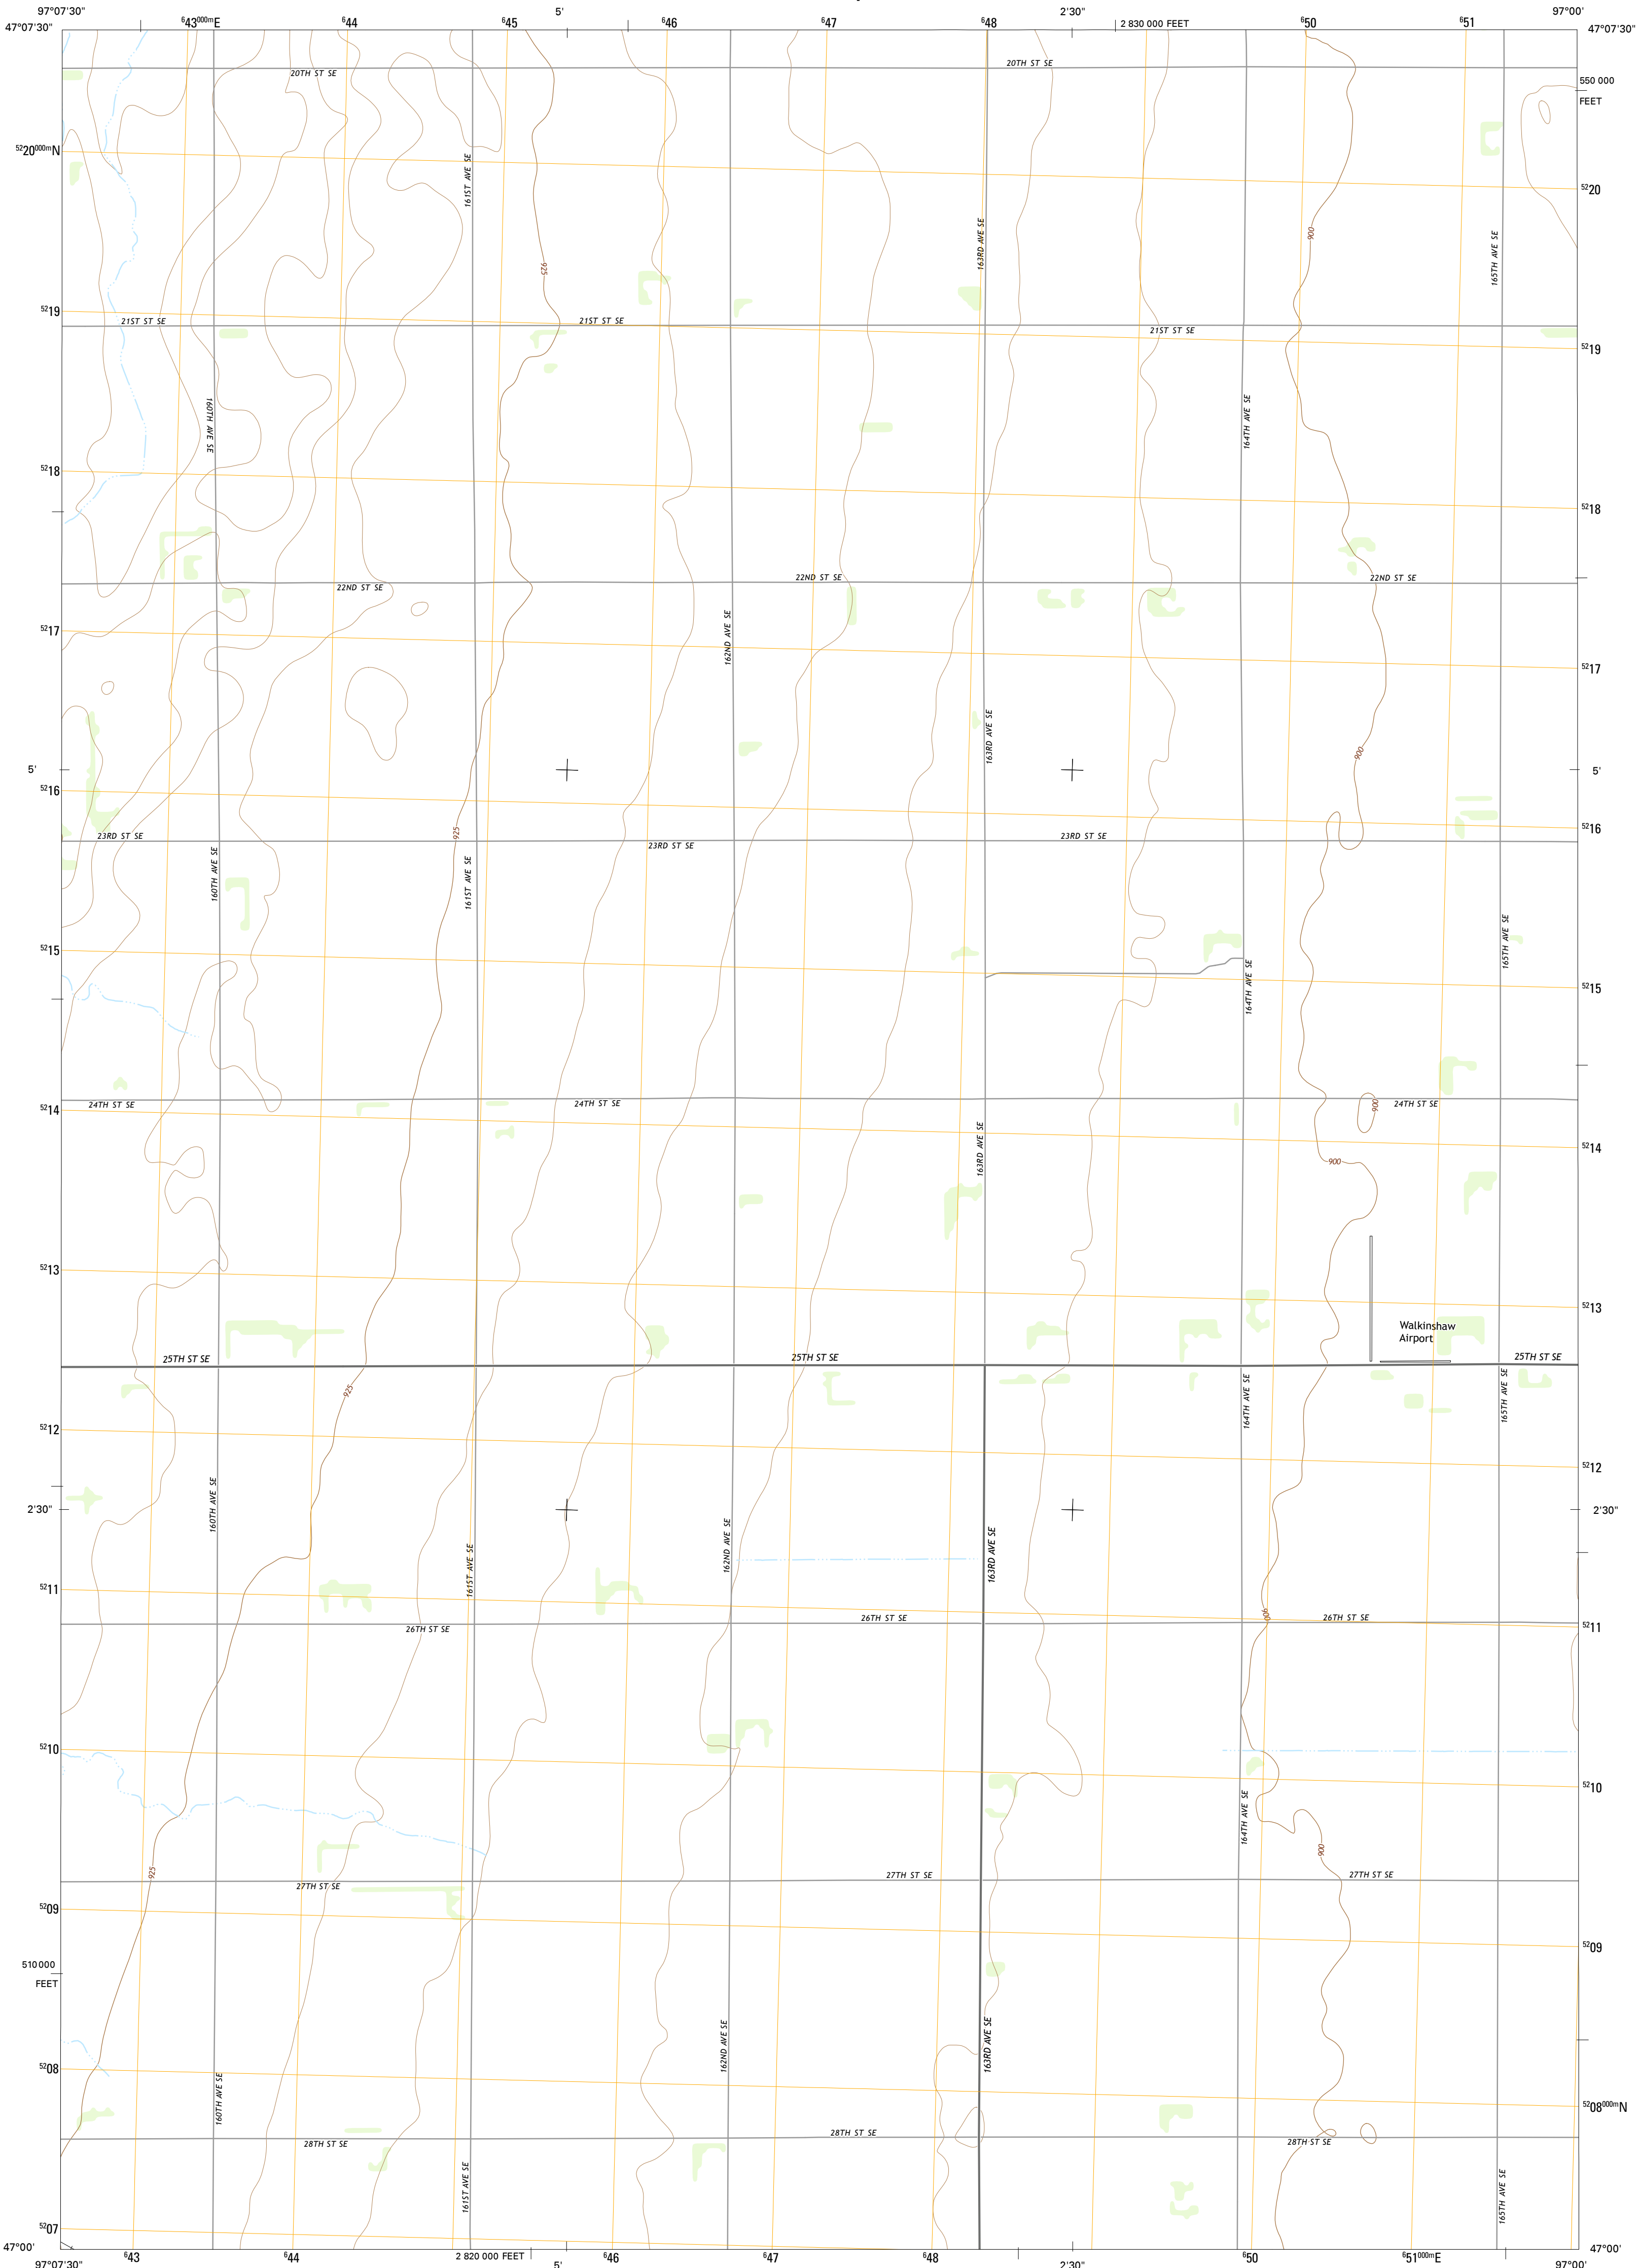 97°07'30"
⁶43⁰⁰⁰ᵐE
⁶44
⁶45
5'
⁶46
⁶47
⁶48
2'30"
2 830 000 FEET
⁶50
⁶51
97°00'
47°07'30"
47°07'30"
20TH ST SE
20TH ST SE
550 000
FEET
⁵²20⁰⁰⁰ᵐN
161ST AVE SE
⁵²20
163RD AVE SE
900
165TH AVE SE
925
⁵²19
21ST ST SE
21ST ST SE
21ST ST SE
⁵²19
160TH AVE SE
164TH AVE SE
⁵²18
⁵²18
22ND ST SE
22ND ST SE
22ND ST SE
⁵²17
162ND AVE SE
⁵²17
163RD AVE SE
900
5'
5'
⁵²16
925
23RD ST SE
23RD ST SE
23RD ST SE
⁵²16
160TH AVE SE
161ST AVE SE
165TH AVE SE
⁵²15
164TH AVE SE
⁵²15
24TH ST SE
24TH ST SE
900
24TH ST SE
⁵²14
163RD AVE SE
⁵²14
900
⁵²13
⁵²13
Walkinshaw
Airport
25TH ST SE
25TH ST SE
25TH ST SE
925
164TH AVE SE
165TH AVE SE
⁵²12
⁵²12
160TH AVE SE
2'30"
2'30"
161ST AVE SE
162ND AVE SE
163RD AVE SE
⁵²11
900
26TH ST SE
26TH ST SE
26TH ST SE
⁵²11
⁵²10
⁵²10
164TH AVE SE
925
900
27TH ST SE
27TH ST SE
27TH ST SE
⁵²09
⁵²09
510 000
FEET
162ND AVE SE
163RD AVE SE
⁵²08
160TH AVE SE
⁵²08⁰⁰⁰ᵐN
28TH ST SE
28TH ST SE
28TH ST SE
161ST AVE SE
165TH AVE SE
⁵²07
47°00'
47°00'
97°07'30"
⁶43
⁶44
2 820 000 FEET
5'
⁶46
⁶47
⁶48
2'30"
⁶50
⁶51⁰⁰⁰ᵐE
97°00'